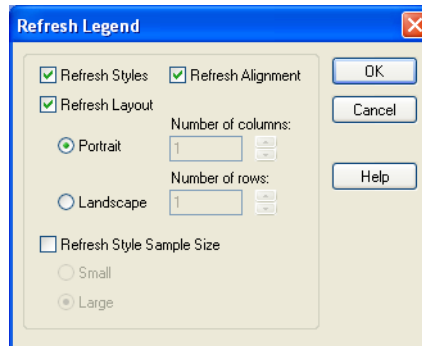 Refresh Legend
Refresh Styles Refresh Alignment
OK
Refresh Layout
Cancel
Number of columns:
Portrait
1
Number of rows:
Help
Landscape
1
Refresh Style Sample Size
Small
Large